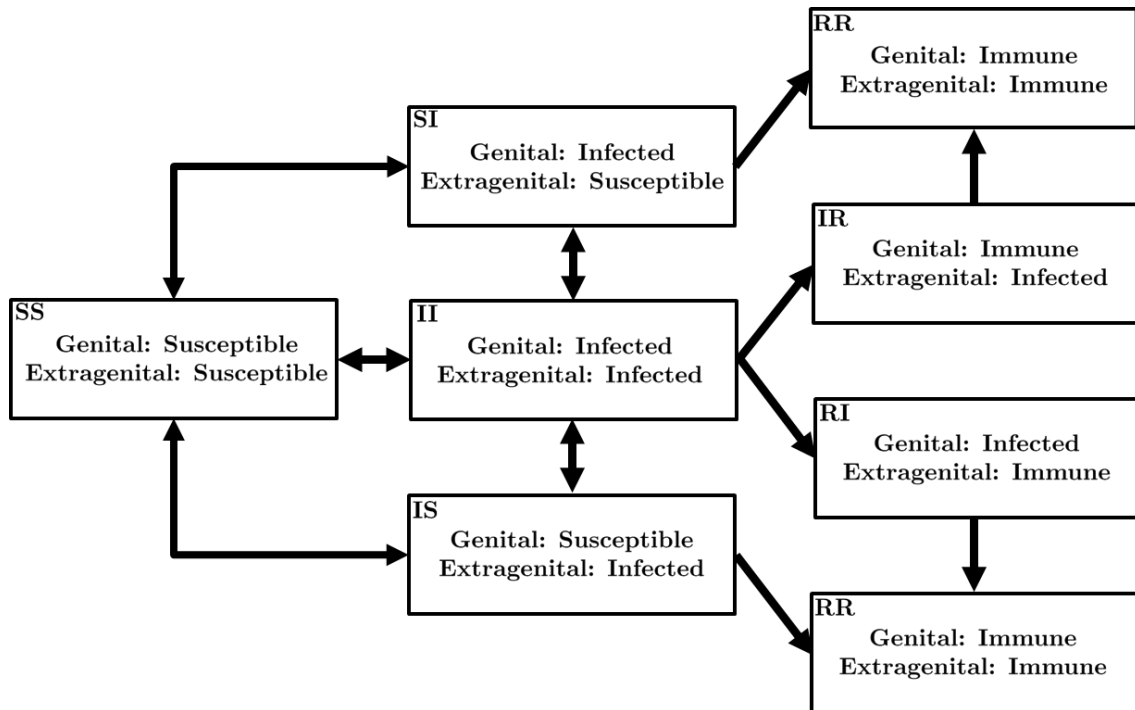 RR
Genital: Immune
Extragenital: Immune
SI
Genital: Infected
Extragenital: Susceptible
IR
Genital: Immune
Extragenital: Infected
SS
Genital: Susceptible
Extragenital: Susceptible
II
Genital: Infected
Extragenital: Infected
RI
Genital: Infected
Extragenital: Immune
IS
Genital: Susceptible
Extragenital: Infected
RR
Genital: Immune
Extragenital: Immune